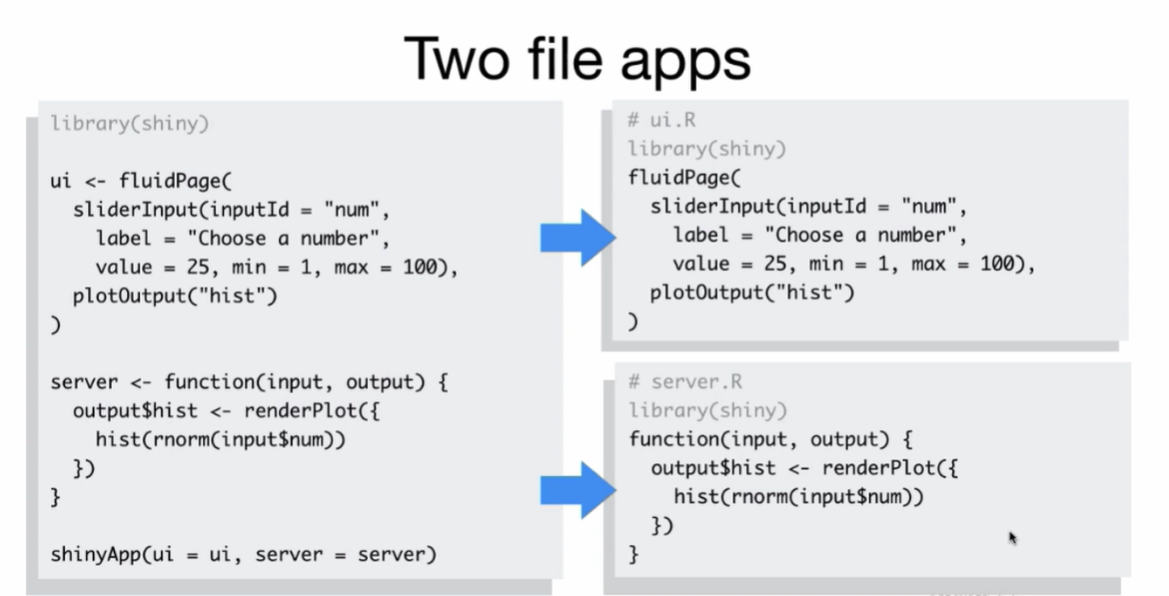 Two file apps
library(shiny)
ui <- fluidPage(
  sliderInput(inputId = "num",
    label = "Choose a number",
    value = 25, min = 1, max = 100),
  plotOutput("hist")
)
server <- function(input, output) {
  output$hist <- renderPlot({
    hist(rnorm(input$num))
  })
}
shinyApp(ui = ui, server = server)
# ui.R
library(shiny)
fluidPage(
  sliderInput(inputId = "num",
    label = "Choose a number",
    value = 25, min = 1, max = 100),
  plotOutput("hist")
)
# server.R
library(shiny)
function(input, output) {
  output$hist <- renderPlot({
    hist(rnorm(input$num))
  })
}